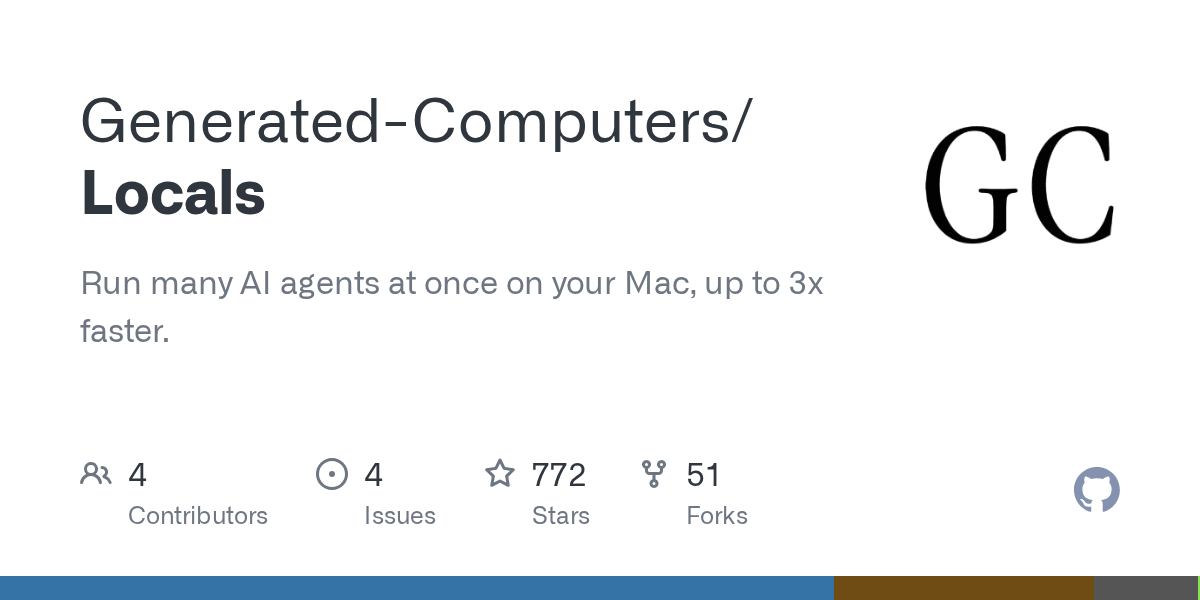 Generated-Computers/
Locals
GC
Run many AI agents at once on your Mac, up to 3x
faster.
4
Contributors
4
Issues
772
Stars
51
Forks